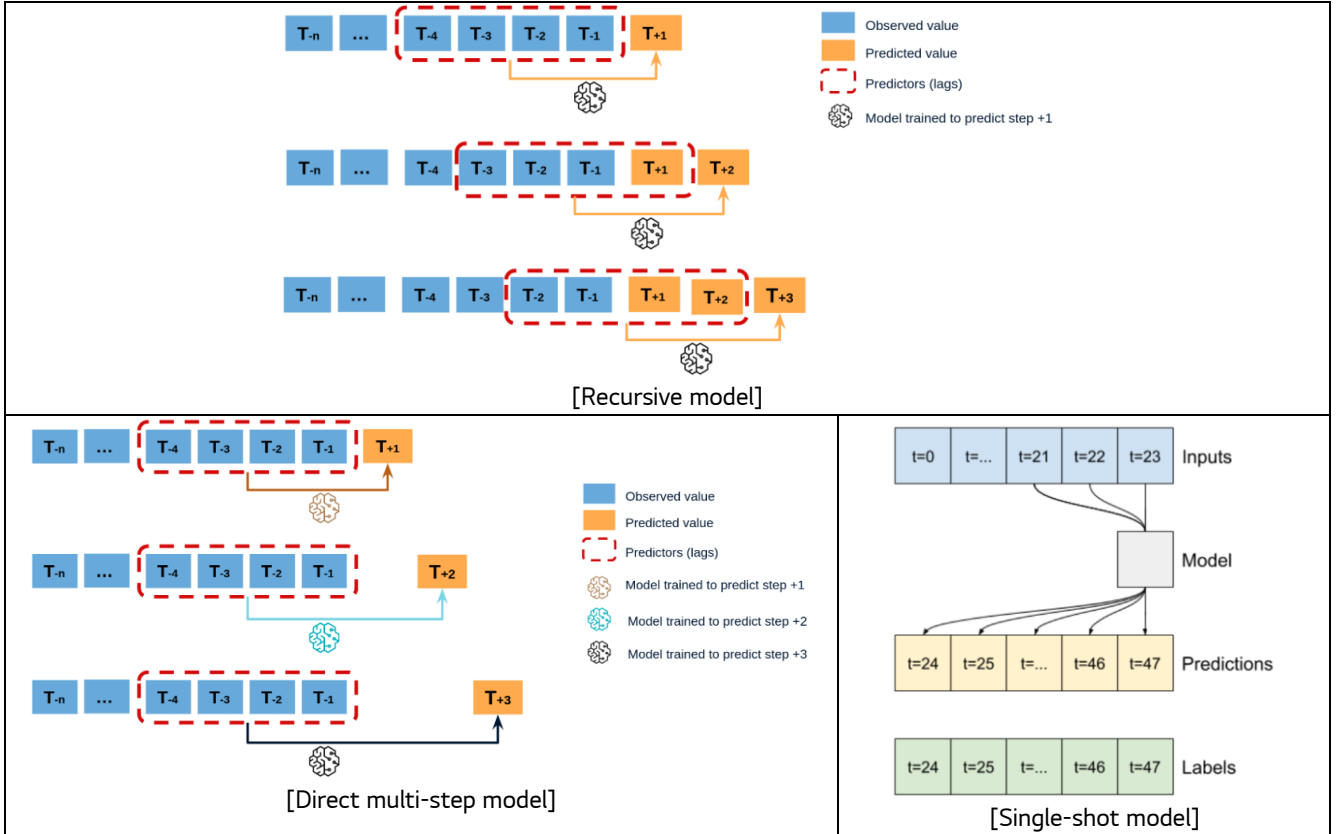 T-n ... T-4 T-3 T-2 T-1 T+1
Observed value
Predicted value
Predictors (lags)
Model trained to predict step +1
T-n ... T-4 T-3 T-2 T-1 T+1 T+2
T-n ... T-4 T-3 T-2 T-1 T+1 T+2 T+3
[Recursive model]
T-n ... T-4 T-3 T-2 T-1 T+1
T-n ... T-4 T-3 T-2 T-1 T+2
T-n ... T-4 T-3 T-2 T-1 T+3
Observed value
Predicted value
Predictors (lags)
Model trained to predict step +1
Model trained to predict step +2
Model trained to predict step +3
[Direct multi-step model]
t=0 t=... t=21 t=22 t=23 Inputs
Model
t=24 t=25 t=... t=46 t=47 Predictions
t=24 t=25 t=... t=46 t=47 Labels
[Single-shot model]